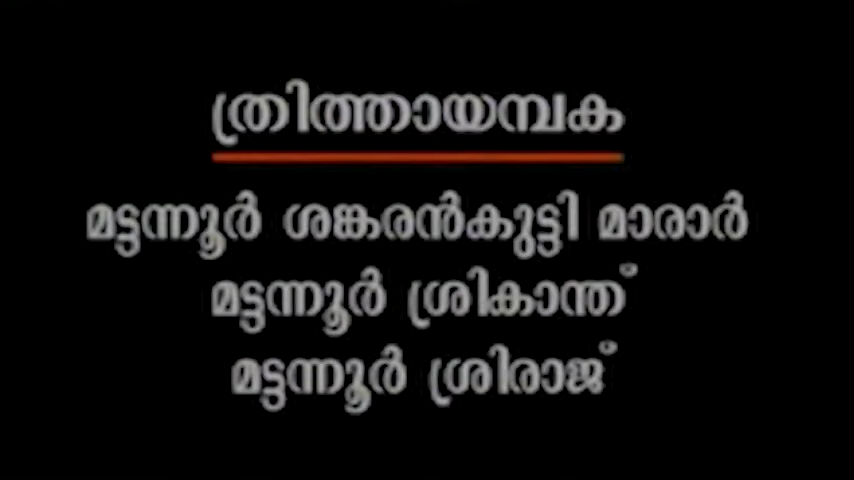 ത്രിത്തായമ്പക
മട്ടന്നൂർ ശങ്കരൻകുട്ടി മാരാർ
മട്ടന്നൂർ ശ്രികാന്ത്
മട്ടന്നൂർ ശ്രിരാജ്